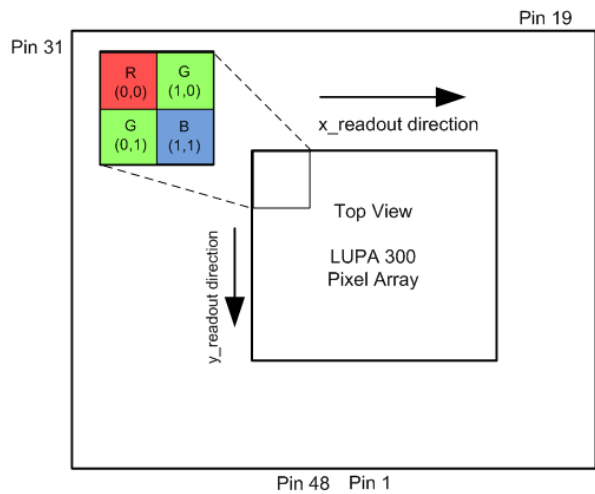 Pin 19
Pin 31
R
(0,0)
G
(1,0)
G
(0,1)
B
(1,1)
x_readout direction
Top View
LUPA 300
Pixel Array
y_readout direction
Pin 48
Pin 1